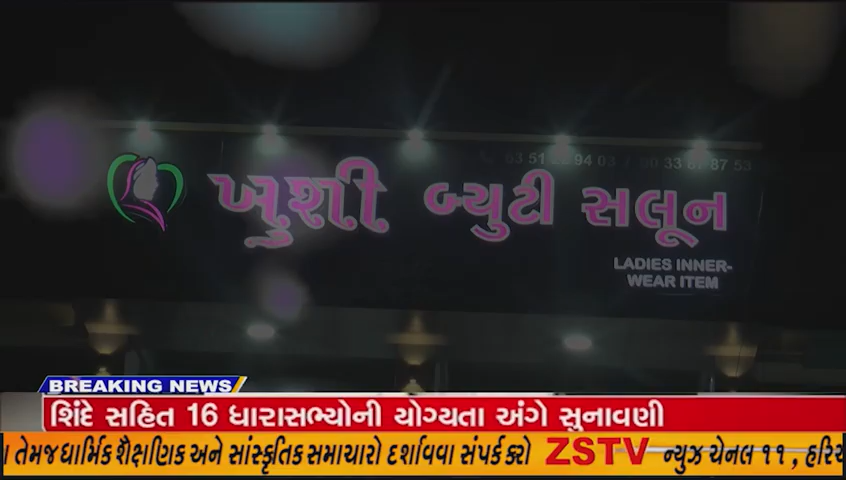 ખુશી બ્યુટી સલૂન
LADIES INNER-
WEAR ITEM
BREAKING NEWS
શિંદે સહિત 16 ધારાસભ્યોની યોગ્યતા અંગે સુનાવણી
તેમજ ધાર્મિક શૈક્ષણિક અને સાંસ્કૃતિક સમાચારો દર્શાવવા સંપર્ક કરો ZSTV ન્યુઝ ચેનલ ૧૧,